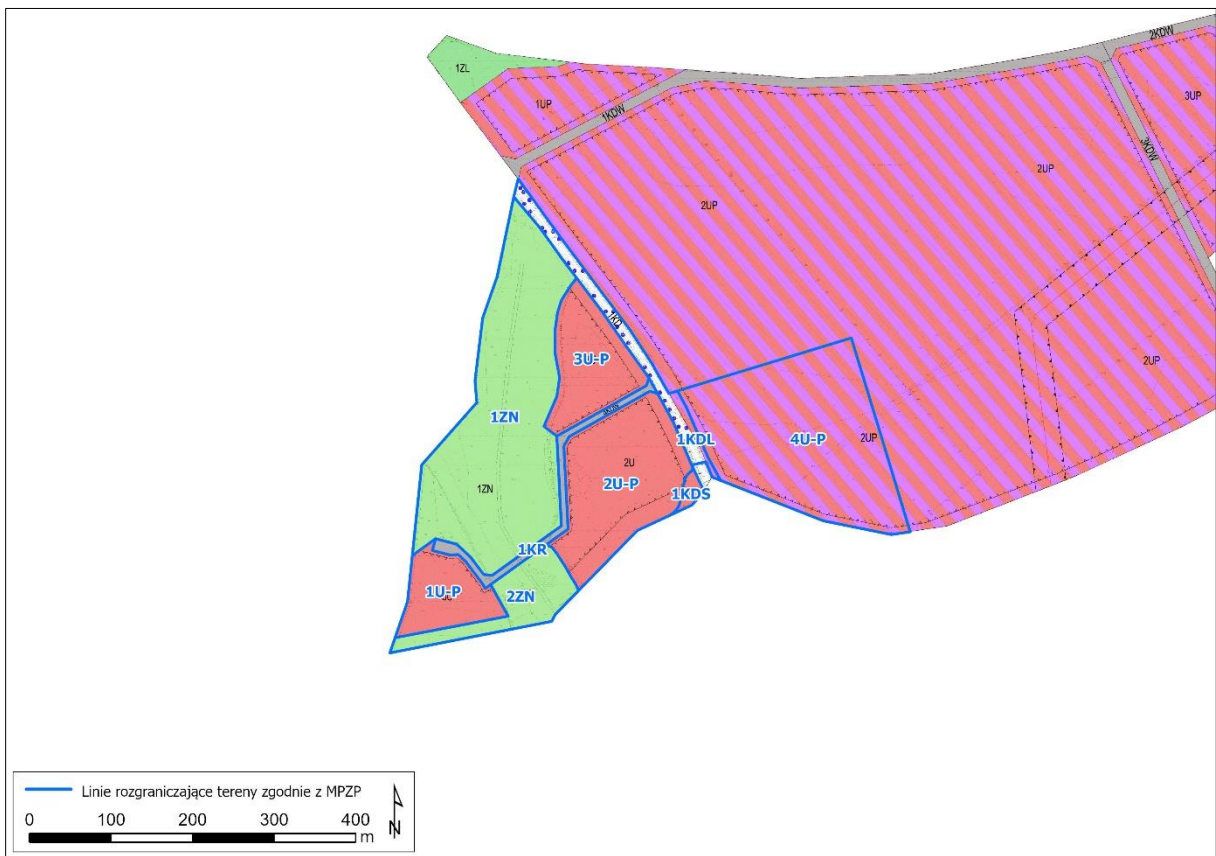 2KDW
1ZL
1UP
3UP
1KDW
3KDW
2UP
2UP
1KD
3U-P
2UP
1ZN
1KDL
4U-P
2UP
2U
2U-P
1ZN
1KDS
1KR
1U-P
2ZN
Linie rozgraniczające tereny zgodnie z MPZP
0 100 200 300 400
m
N